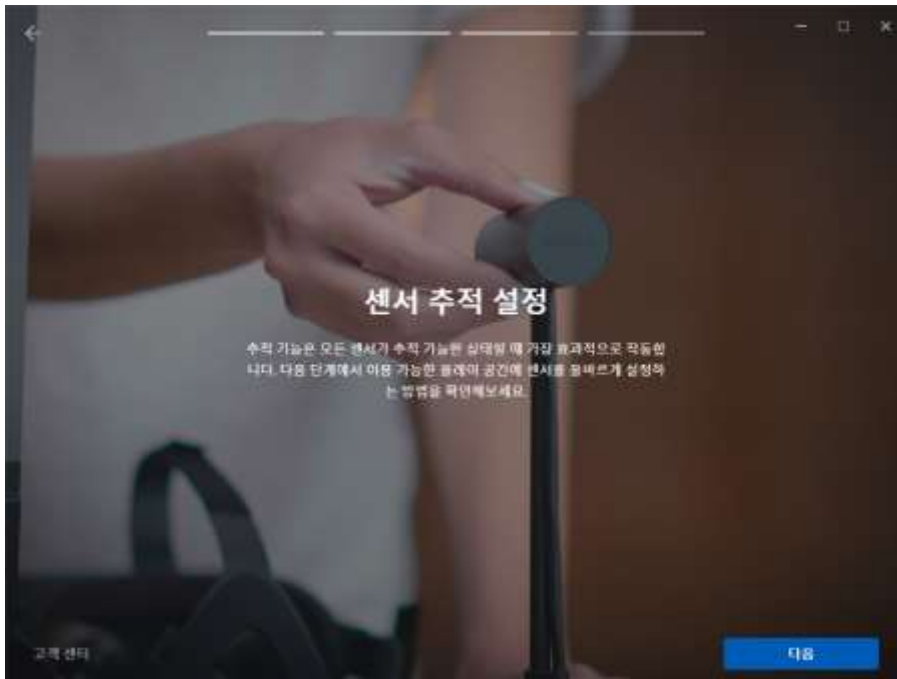 센서 추적 설정
추적 기능은 모든 센서가 추적 가능한 상태일 때 가장 효과적으로 작동합
니다. 다음 단계에서 이용 가능한 플레이 공간에 센서를 올바르게 설정하
는 방법을 확인해보세요.
고객 센터
다음